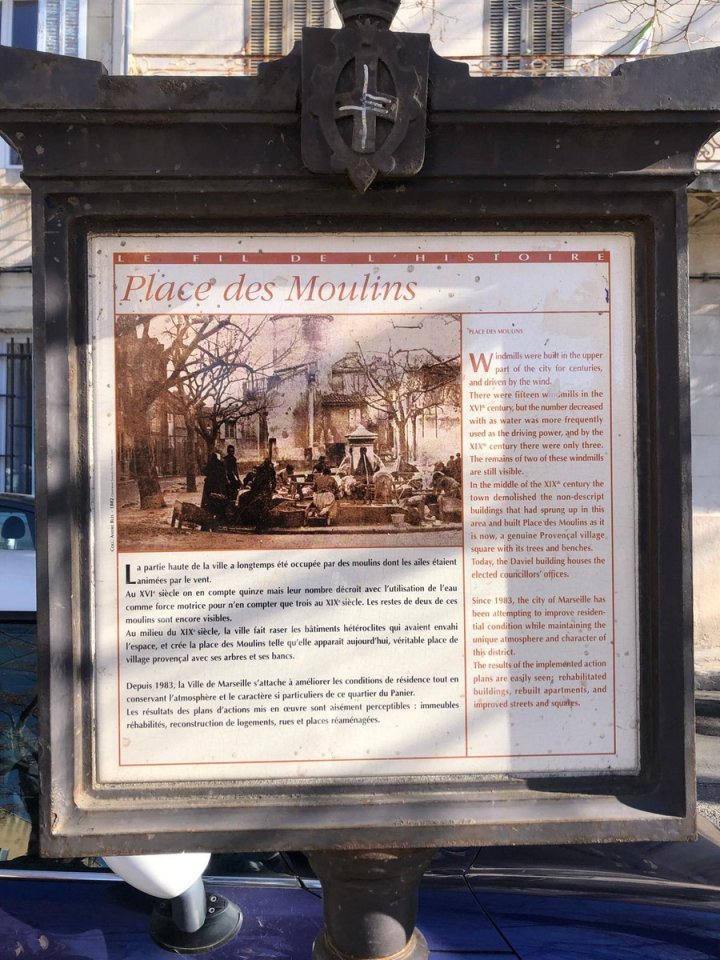 LE FIL DE L'HISTOIRE
Place des Moulins
COLL. ANDRÉ
La partie haute de la ville a longtemps été occupée par des moulins dont les ailes étaient
animées par le vent.
Au XVIᵉ siècle on en compte quinze mais leur nombre décroit avec l'utilisation de l'eau
comme force motrice pour n'en compter que trois au XIXᵉ siècle. Les restes de deux de ces
moulins sont encore visibles.
Au milieu du XIXᵉ siècle, la ville fait raser les bâtiments hétéroclites qui avaient envahi
l'espace, et crée la place des Moulins telle qu'elle apparaît aujourd'hui, véritable place de
village provençal avec ses arbres et ses bancs.
Depuis 1983, la Ville de Marseille s'attache à améliorer les conditions de résidence tout en
conservant l'atmosphère et le caractère si particuliers de ce quartier du Panier.
Les résultats des plans d'actions mis en œuvre sont aisément perceptibles : immeubles
réhabilités, reconstruction de logements, rues et places réaménagées.
PLACE DES MOULINS
Windmills were built in the upper
part of the city for centuries,
and driven by the wind.
There were fifteen windmills in the
XVIᵗʰ century, but the number decreased
with as water was more frequently
used as the driving power, and by the
XIXᵗʰ century there were only three.
The remains of two of these windmills
are still visible.
In the middle of the XIXᵗʰ century the
town demolished the non-descript
buildings that had sprung up in this
area and built Place des Moulins as it
is now, a genuine Provençal village
square with its trees and benches.
Today, the Daviel building houses the
elected councillors' offices.
Since 1983, the city of Marseille has
been attempting to improve residen-
tial condition while maintaining the
unique atmosphere and character of
this district.
The results of the implemented action
plans are easily seen; rehabilitated
buildings, rebuilt apartments, and
improved streets and squares.